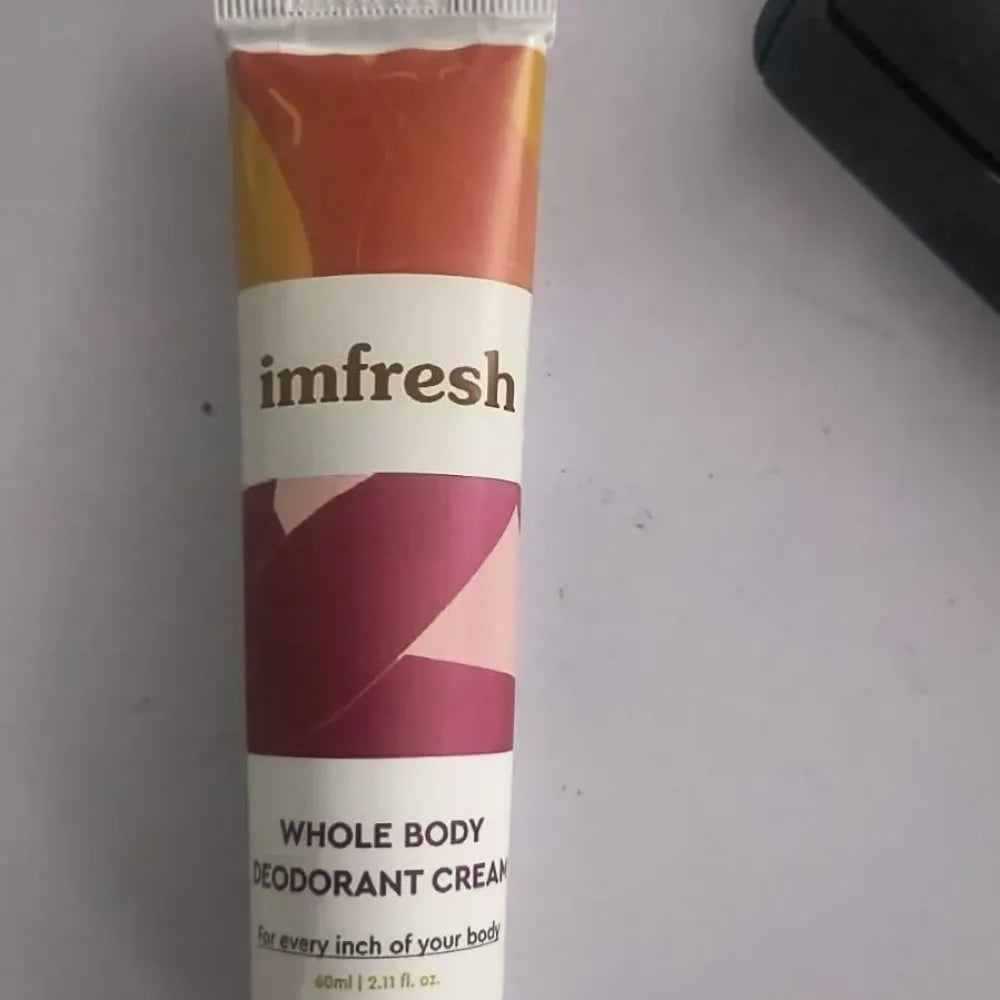 imfresh
WHOLE BODY
DEODORANT CREAM
For every inch of your body
60ml | 2.11 fl. oz.